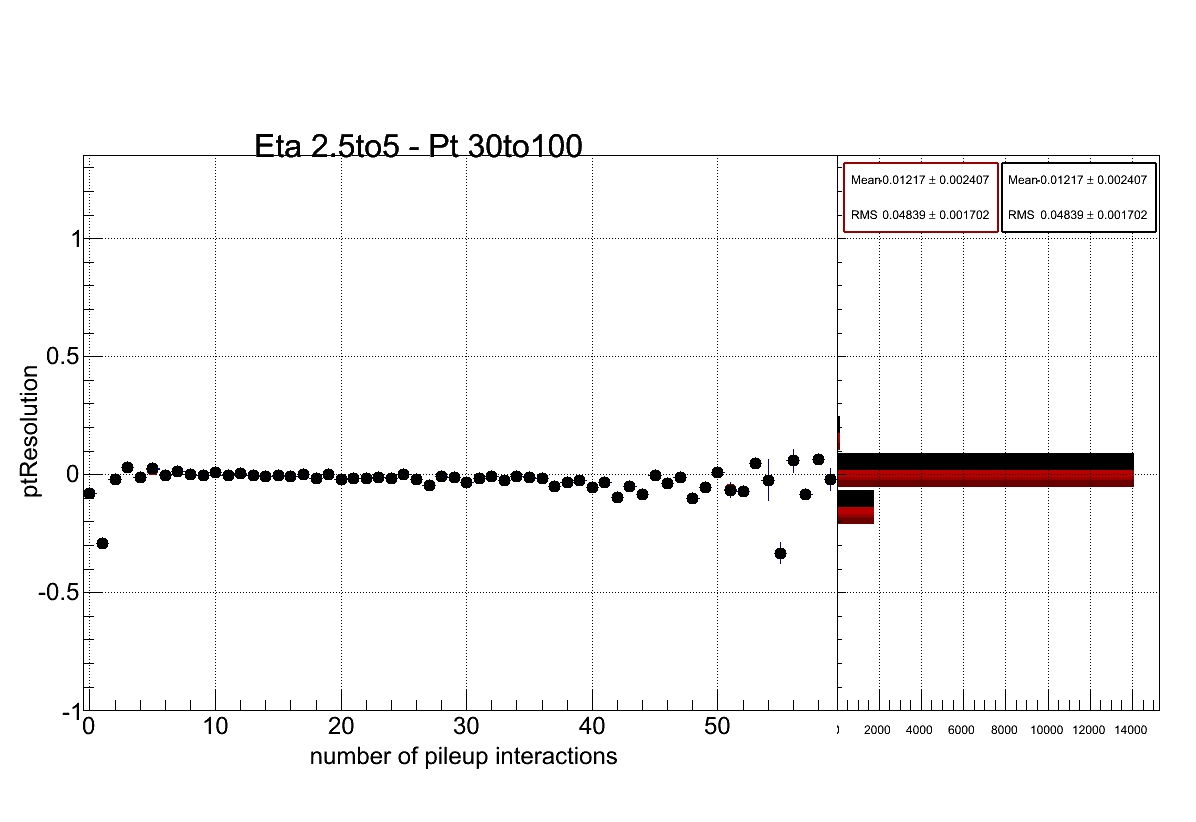 Eta 2.5to5 - Pt 30to100
Mean-0.01217 ± 0.002407
RMS 0.04839 ± 0.001702
Mean-0.01217 ± 0.002407
RMS 0.04839 ± 0.001702
ptResolution
1
0.5
0
-0.5
-1
0 10 20 30 40 50
2000 4000 6000 8000 10000 12000 14000
number of pileup interactions